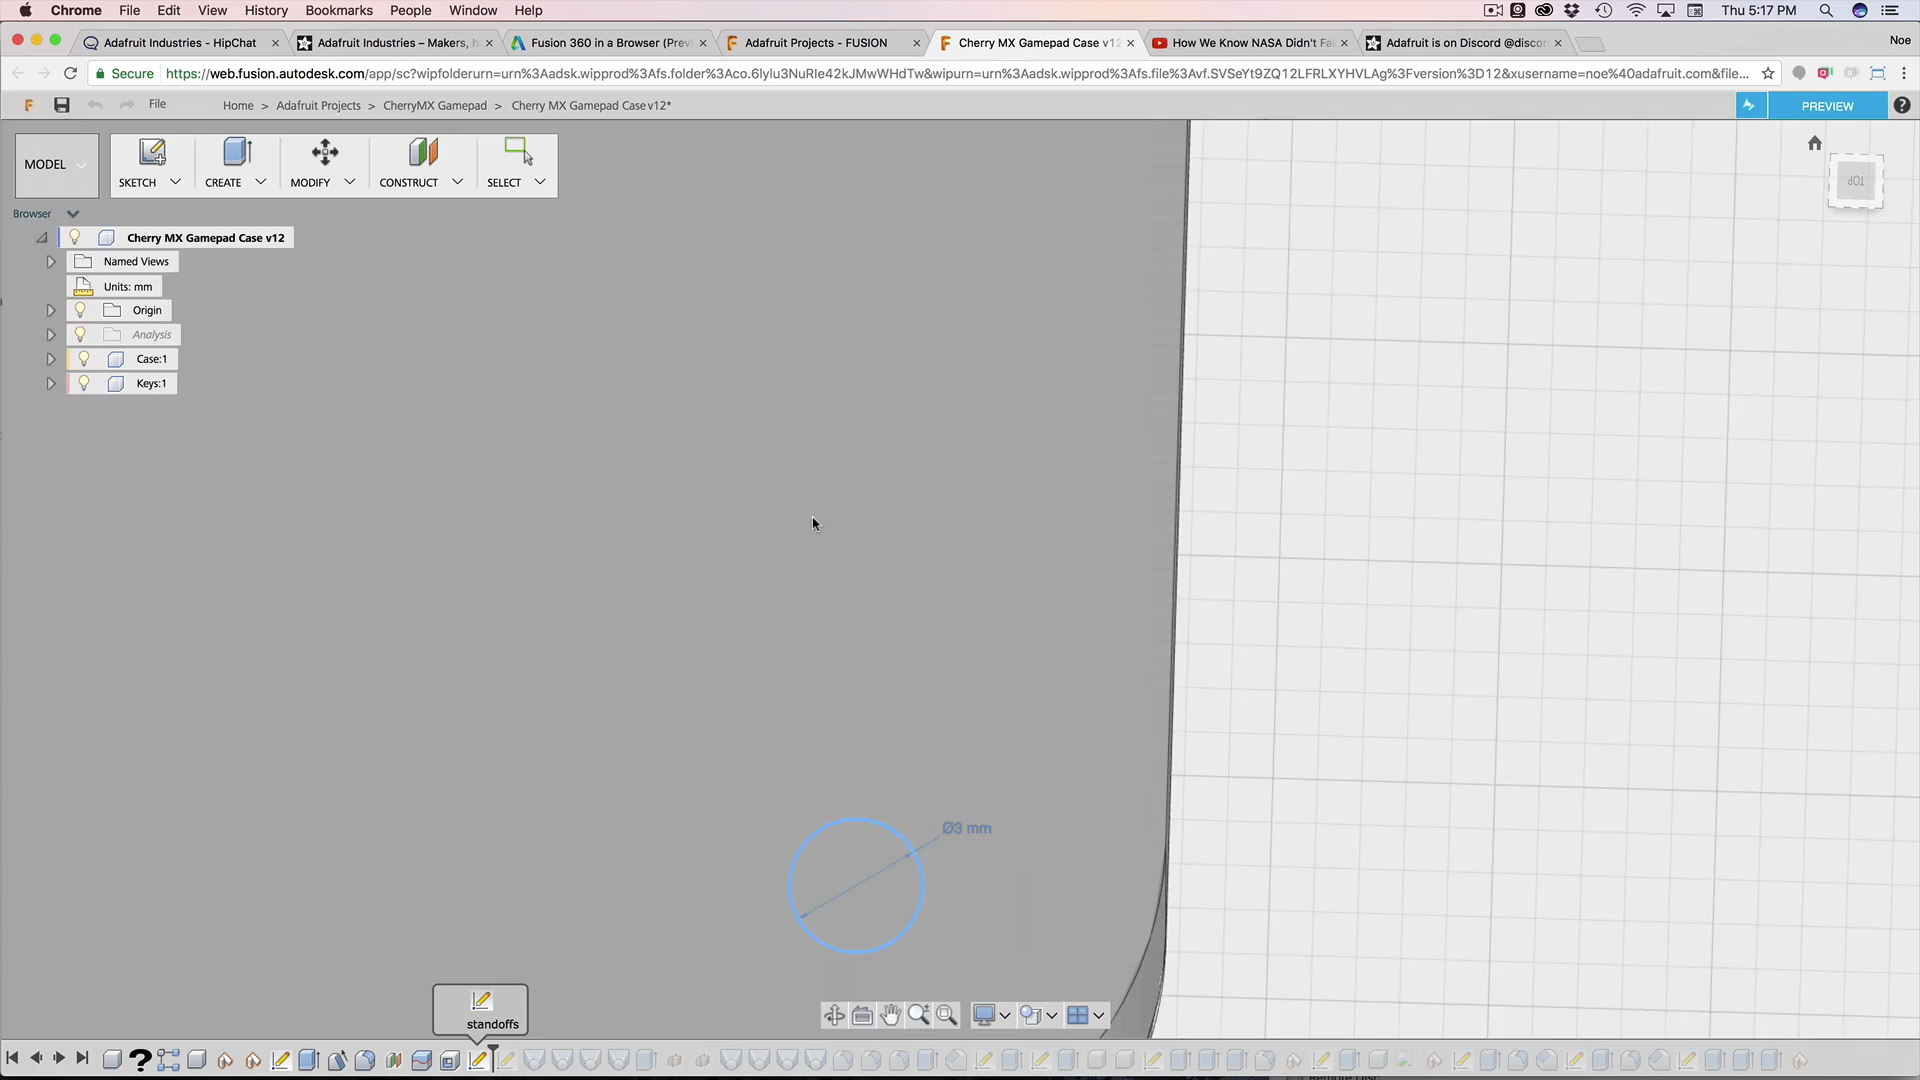 Chrome File Edit View History Bookmarks People Window Help Thu 5:17 PM
Adafruit Industries - HipChat × Adafruit Industries – Makers, h × Fusion 360 in a Browser (Prev × Adafruit Projects - FUSION × Cherry MX Gamepad Case v12 × How We Know NASA Didn't Fa × Adafruit is on Discord @discor × Noe
Secure https://web.fusion.autodesk.com/app/sc?wipfolderurn=urn%3Aadsk.wipprod%3Afs.folder%3Aco.6lylu3NuRIe42kJMwWHdTw&wipurn=urn%3Aadsk.wipprod%3Afs.file%3Avf.SVSeYt9ZQ12LFRLXYHVLAg%3Fversion%3D12&xusername=noe%40adafruit.com&file...
File Home > Adafruit Projects > CherryMX Gamepad > Cherry MX Gamepad Case v12* PREVIEW ?
MODEL
SKETCH CREATE MODIFY CONSTRUCT SELECT
TOP
Browser
Cherry MX Gamepad Case v12
Named Views
Units: mm
Origin
Analysis
Case:1
Keys:1
Ø3 mm
standoffs
?